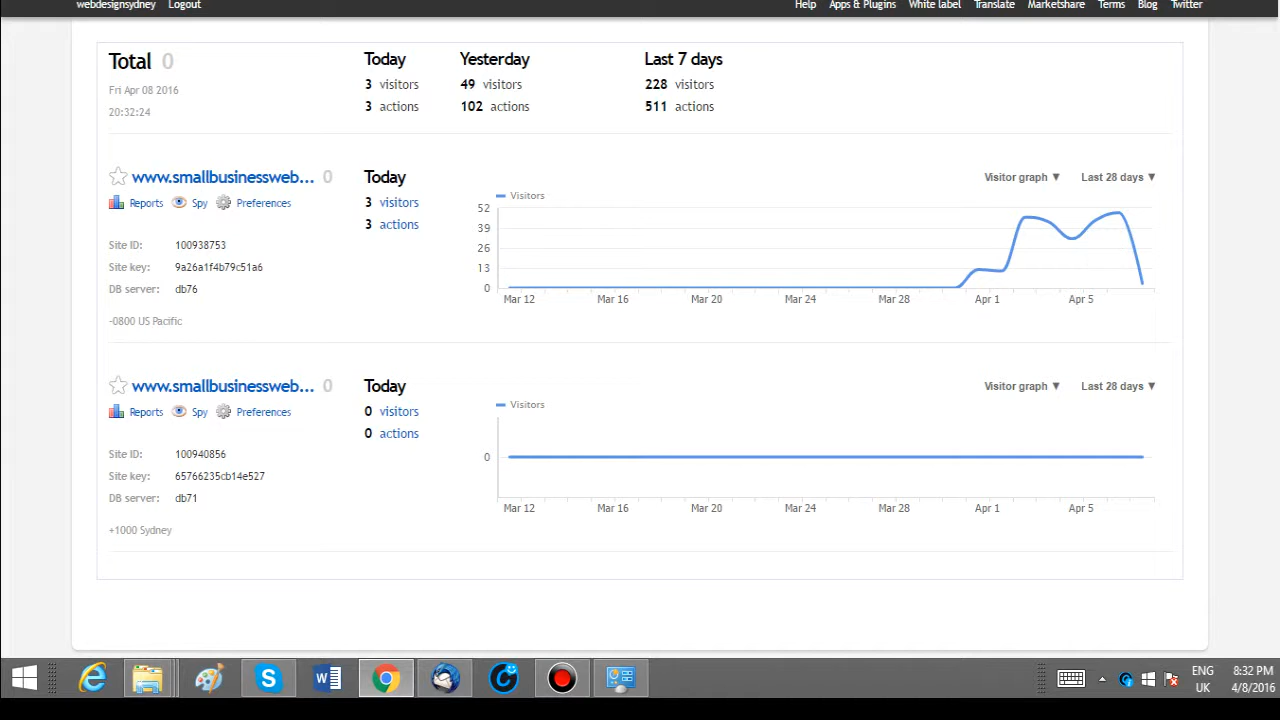 webdesignsydney Logout Help Apps & Plugins White label Translate Marketshare Terms Blog Twitter
Total 0 Today Yesterday Last 7 days
3 visitors 49 visitors 228 visitors
Fri Apr 08 2016
3 actions 102 actions 511 actions
20:32:24
www.smallbusinessweb... 0 Today Visitor graph ▼ Last 28 days ▼
Visitors
Reports Spy Preferences 3 visitors
52
3 actions
39
Site ID: 100938753
26
Site key: 9a26a1f4b79c51a6
13
DB server: db76
0
Mar 12 Mar 16 Mar 20 Mar 24 Mar 28 Apr 1 Apr 5
-0800 US Pacific
www.smallbusinessweb... 0 Today Visitor graph ▼ Last 28 days ▼
Visitors
Reports Spy Preferences 0 visitors
0 actions
Site ID: 100940856
0
Site key: 65766235cb14e527
DB server: db71
Mar 12 Mar 16 Mar 20 Mar 24 Mar 28 Apr 1 Apr 5
+1000 Sydney
ENG 8:32 PM
UK 4/8/2016